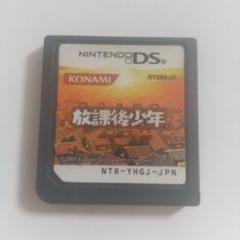 NINTENDO DS
KONAMI
放課後少年
NTR-YHGJ-JPN